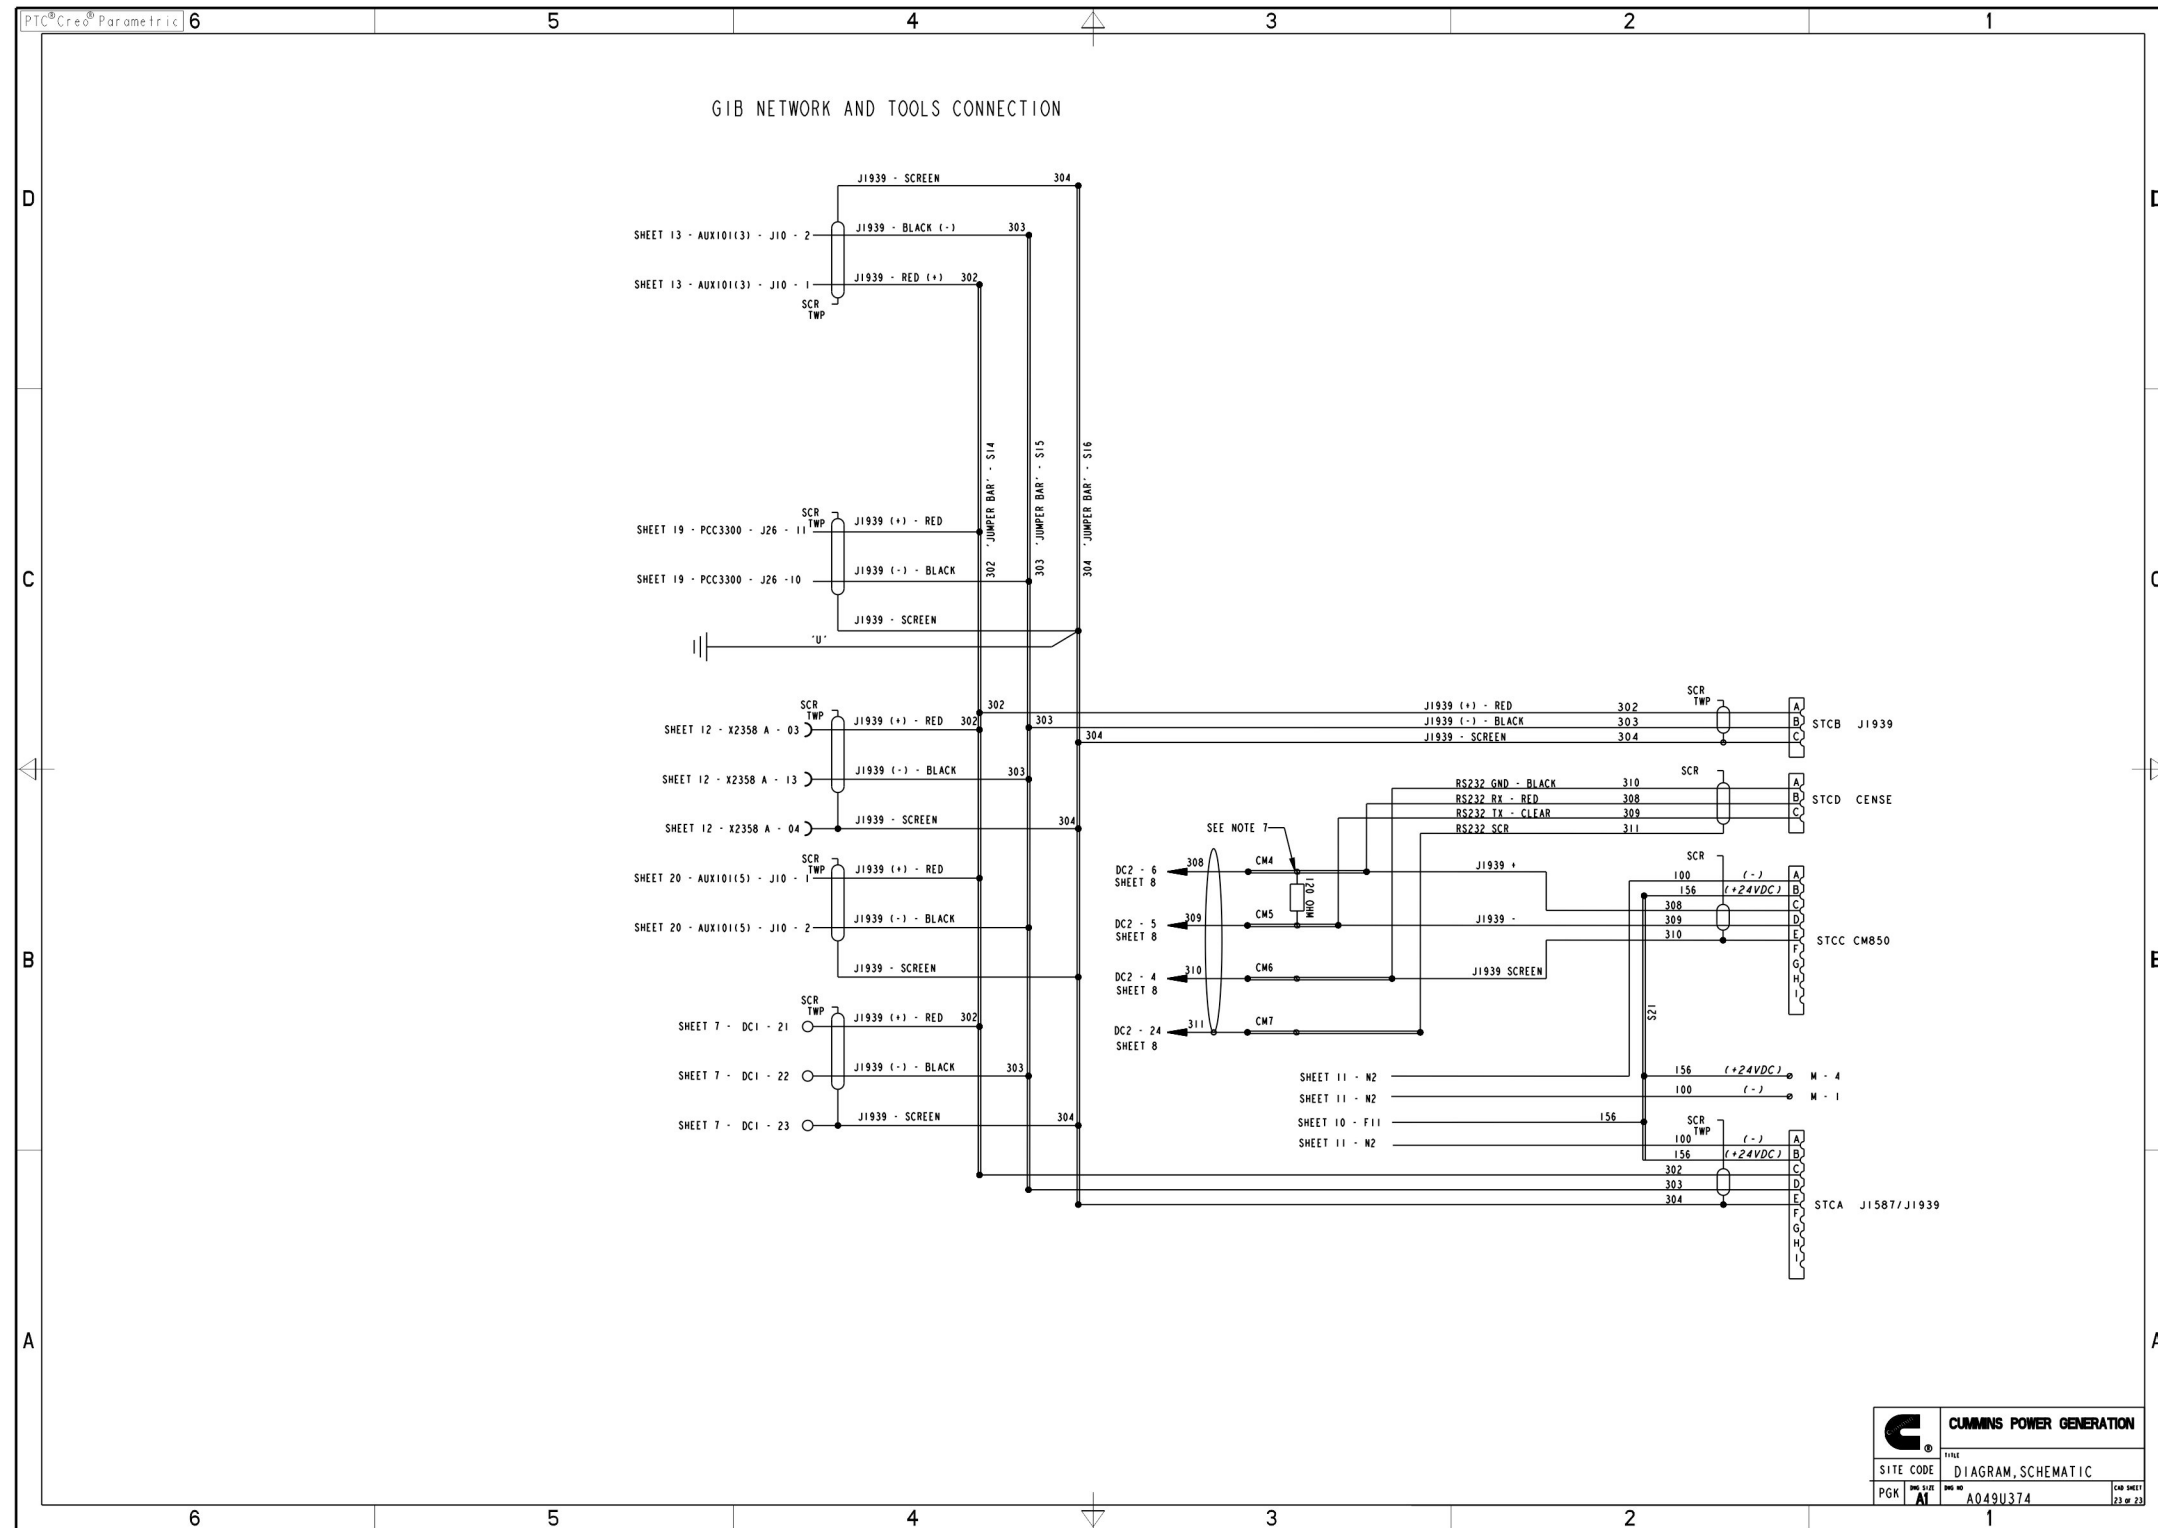 PTC®Creo® Parametric
6 5 4 3 2 1
GIB NETWORK AND TOOLS CONNECTION
D
J1939 - SCREEN 304
SHEET 13 - AUX101(3) - J10 - 2 J1939 - BLACK (-) 303
SHEET 13 - AUX101(3) - J10 - 1 J1939 - RED (+) 302
SCR
TWP
302 'JUMPER BAR' - S14
303 'JUMPER BAR' - S15
304 'JUMPER BAR' - S16
SCR
TWP
SHEET 19 - PCC3300 - J26 - 11 J1939 (+) - RED
C
SHEET 19 - PCC3300 - J26 -10 J1939 (-) - BLACK
J1939 - SCREEN
'U'
SCR
TWP
SHEET 12 - X2358 A - 03 J1939 (+) - RED 302
302
303
304
SHEET 12 - X2358 A - 13 J1939 (-) - BLACK 303
SHEET 12 - X2358 A - 04 J1939 - SCREEN 304
SCR
TWP
SHEET 20 - AUX101(5) - J10 - 1 J1939 (+) - RED
SHEET 20 - AUX101(5) - J10 - 2 J1939 (-) - BLACK
B
J1939 - SCREEN
SCR
TWP
SHEET 7 - DC1 - 21 J1939 (+) - RED 302
SHEET 7 - DC1 - 22 J1939 (-) - BLACK 303
SHEET 7 - DC1 - 23 J1939 - SCREEN 304
SCR
TWP
J1939 (+) - RED 302 A
J1939 (-) - BLACK 303 B
J1939 - SCREEN 304 C
STCB J1939
SCR
RS232 GND - BLACK 310 A
RS232 RX - RED 308 B
RS232 TX - CLEAR 309 C
RS232 SCR 311
STCD CENSE
SEE NOTE 7
DC2 - 6
SHEET 8
308 CM4 J1939 +
120 OHM
DC2 - 5
SHEET 8
309 CM5 J1939 -
DC2 - 4
SHEET 8
310 CM6 J1939 SCREEN
DC2 - 24
SHEET 8
311 CM7
SCR
100 (-) A
156 (+24VDC) B
308 C
309 D
310 E
F
G
H
I
STCC CM850
S21
SHEET 11 - N2
156 (+24VDC) M - 4
SHEET 11 - N2 100 (-) M - 1
SHEET 10 - F11 156
SCR
TWP
SHEET 11 - N2 100 (-) A
156 (+24VDC) B
302 C
303 D
304 E
F
G
H
I
STCA J1587/J1939
A
CUMMINS POWER GENERATION
TITLE
SITE CODE DIAGRAM,SCHEMATIC
PGK
DWG SIZE
A1
DWG NO
A049U374
CAD SHEET
23 OF 23
6 5 4 3 2 1
D
C
B
A